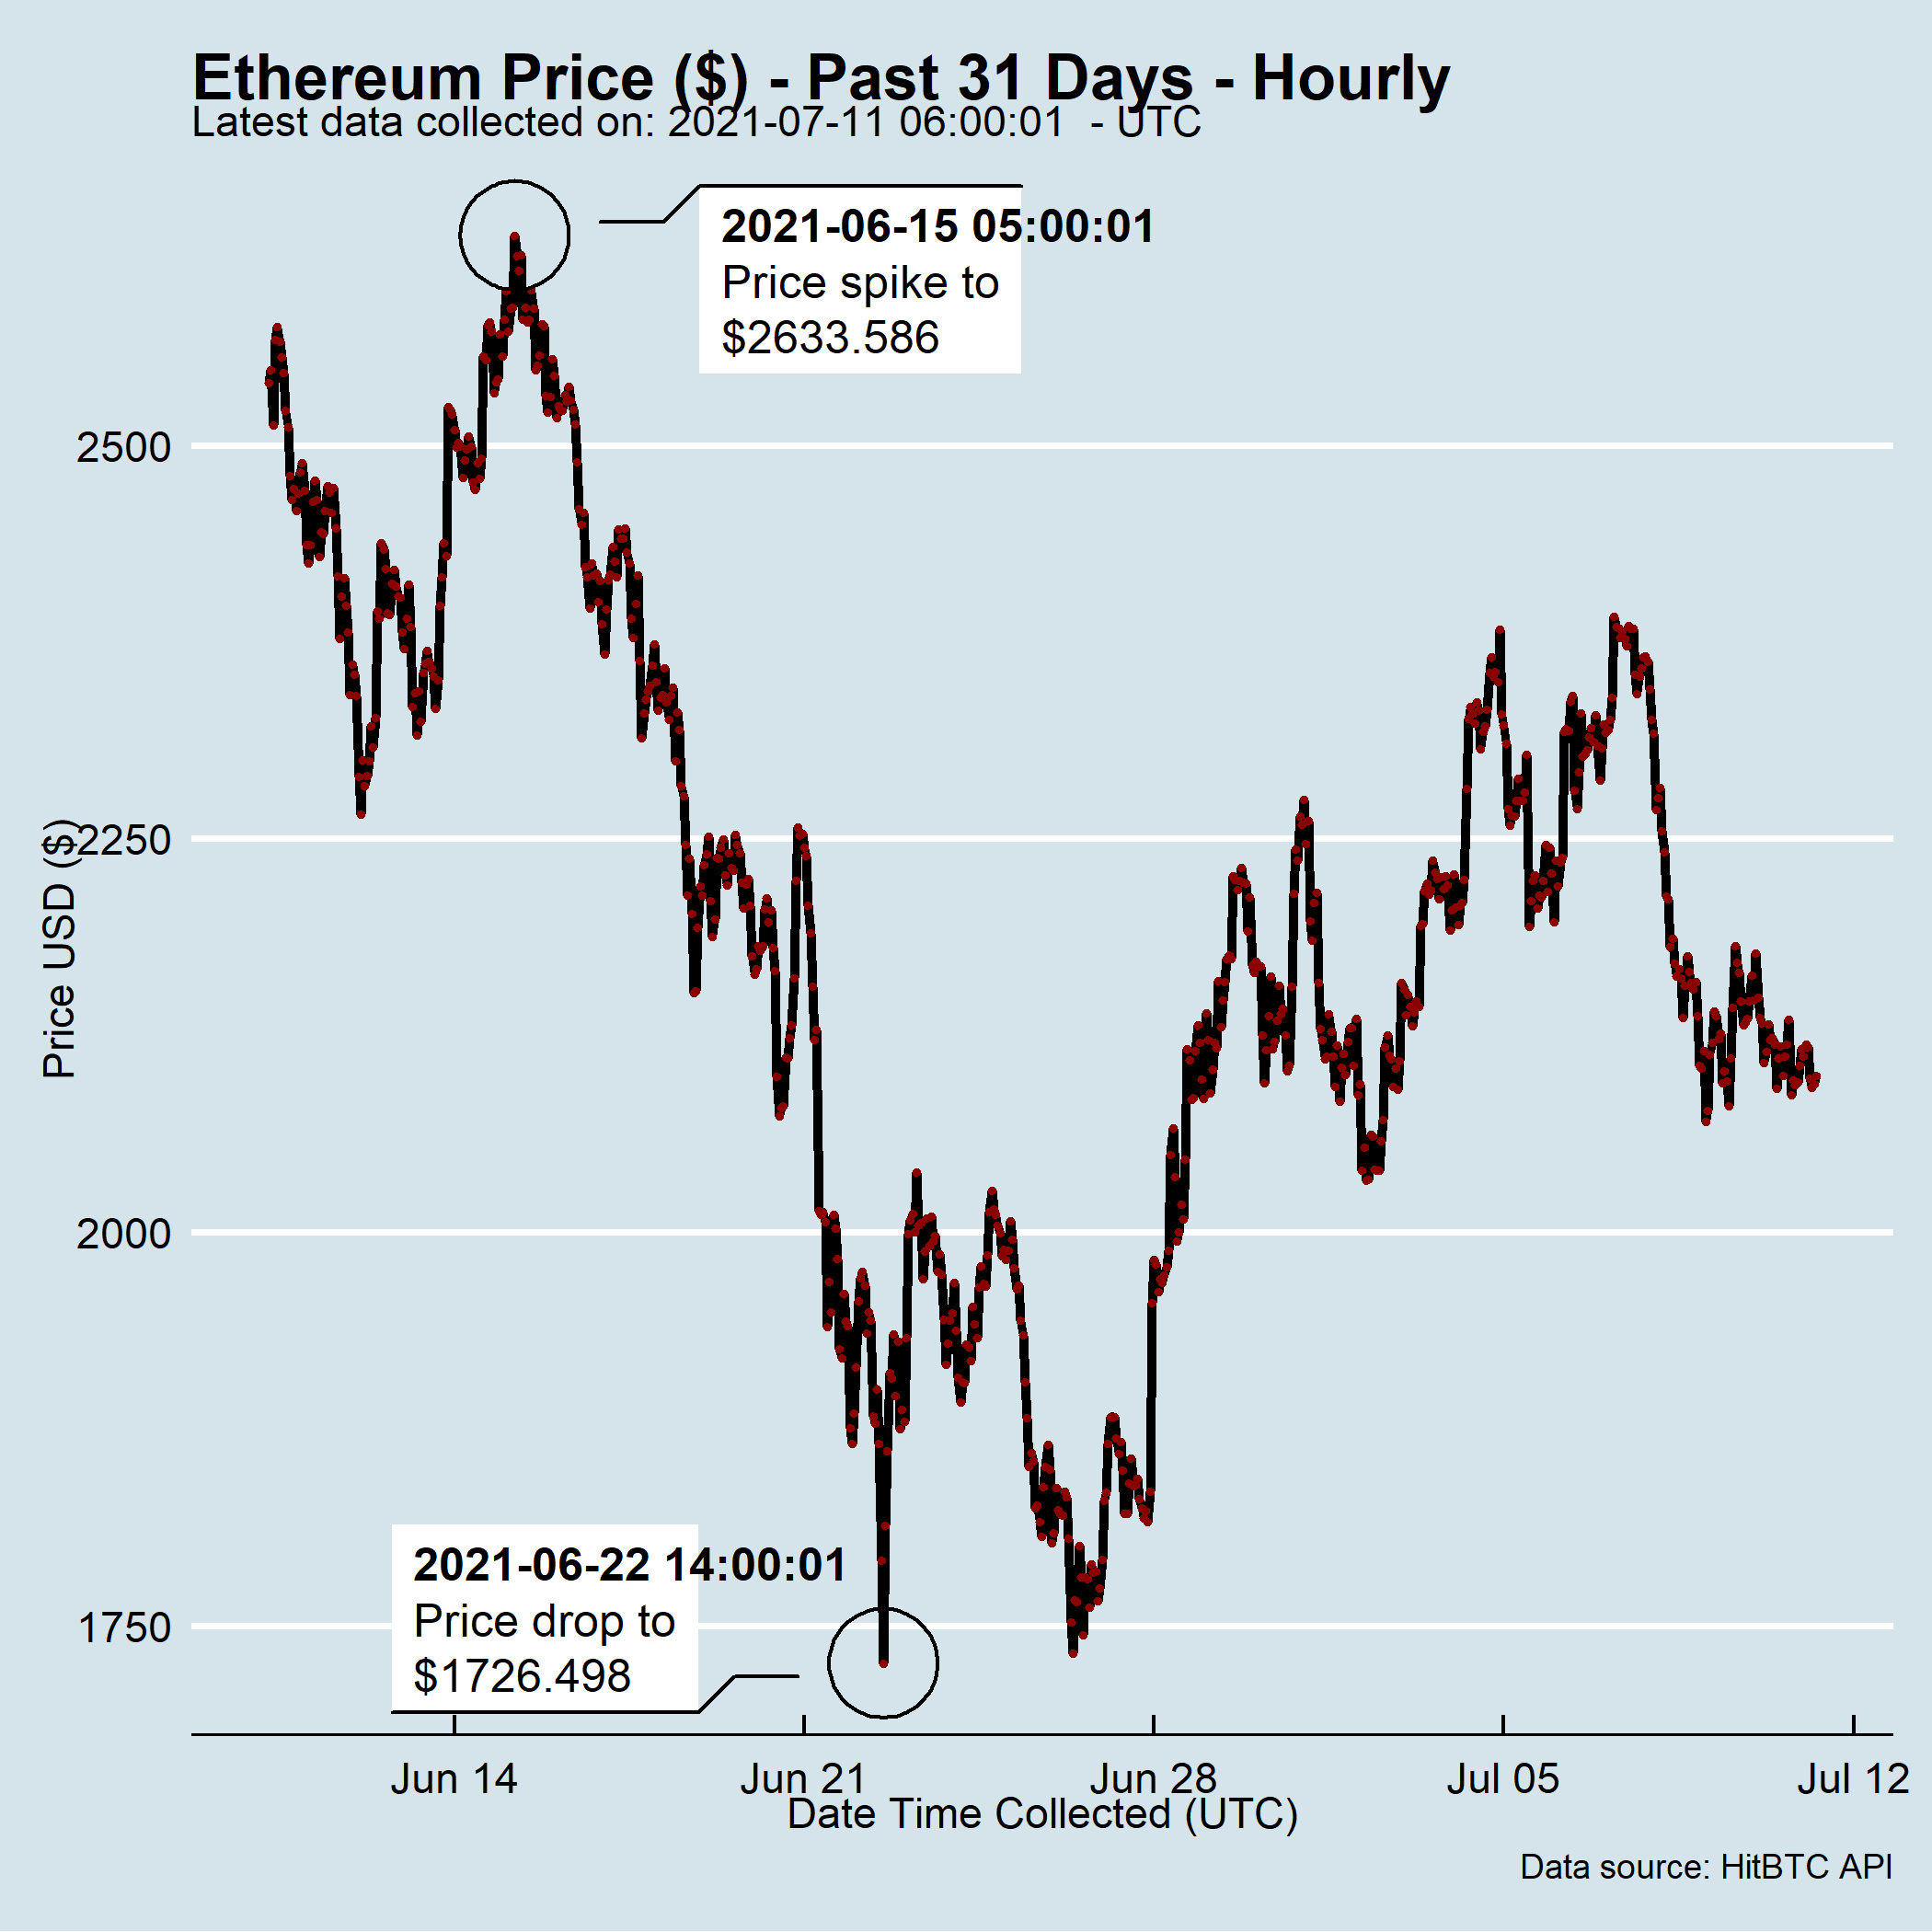 Ethereum Price ($) - Past 31 Days - Hourly
Latest data collected on: 2021-07-11 06:00:01  - UTC
2021-06-15 05:00:01
Price spike to
$2633.586
2500
2250
Price USD ($)
2000
1750
2021-06-22 14:00:01
Price drop to
$1726.498
Jun 14
Jun 21
Jun 28
Jul 05
Jul 12
Date Time Collected (UTC)
Data source: HitBTC API